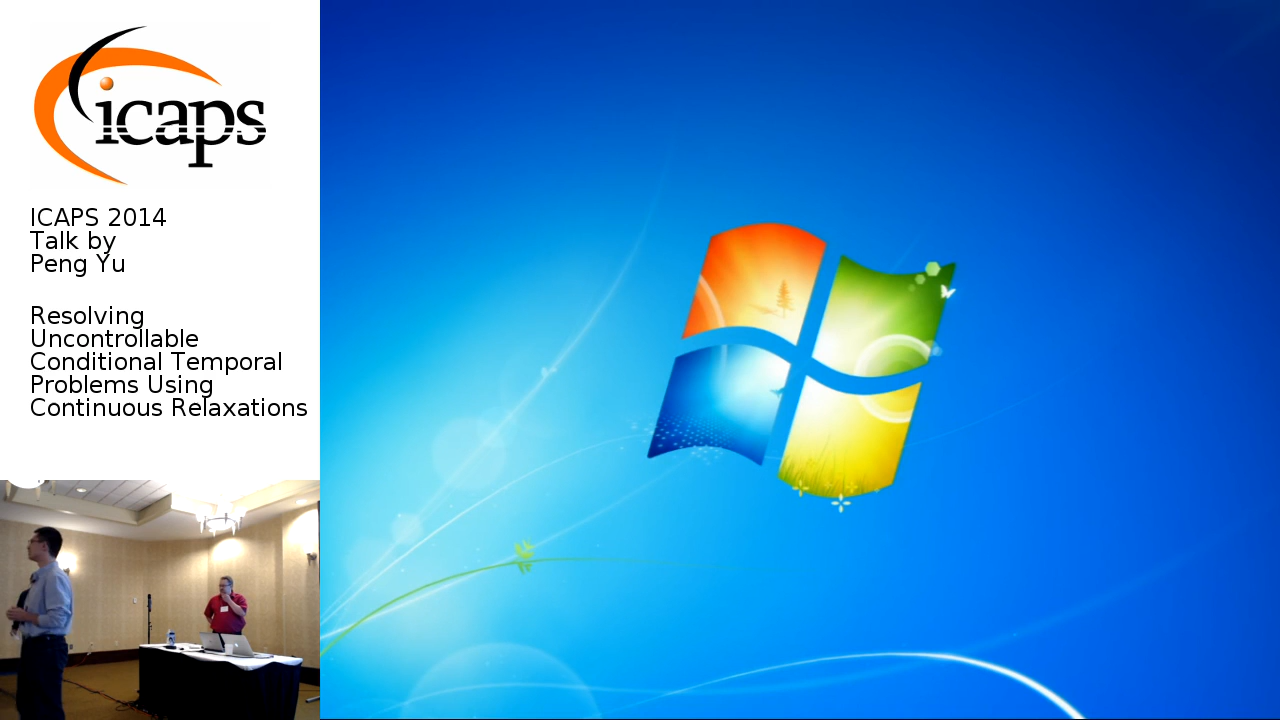 icaps
ICAPS 2014
Talk by
Peng Yu
Resolving
Uncontrollable
Conditional Temporal
Problems Using
Continuous Relaxations